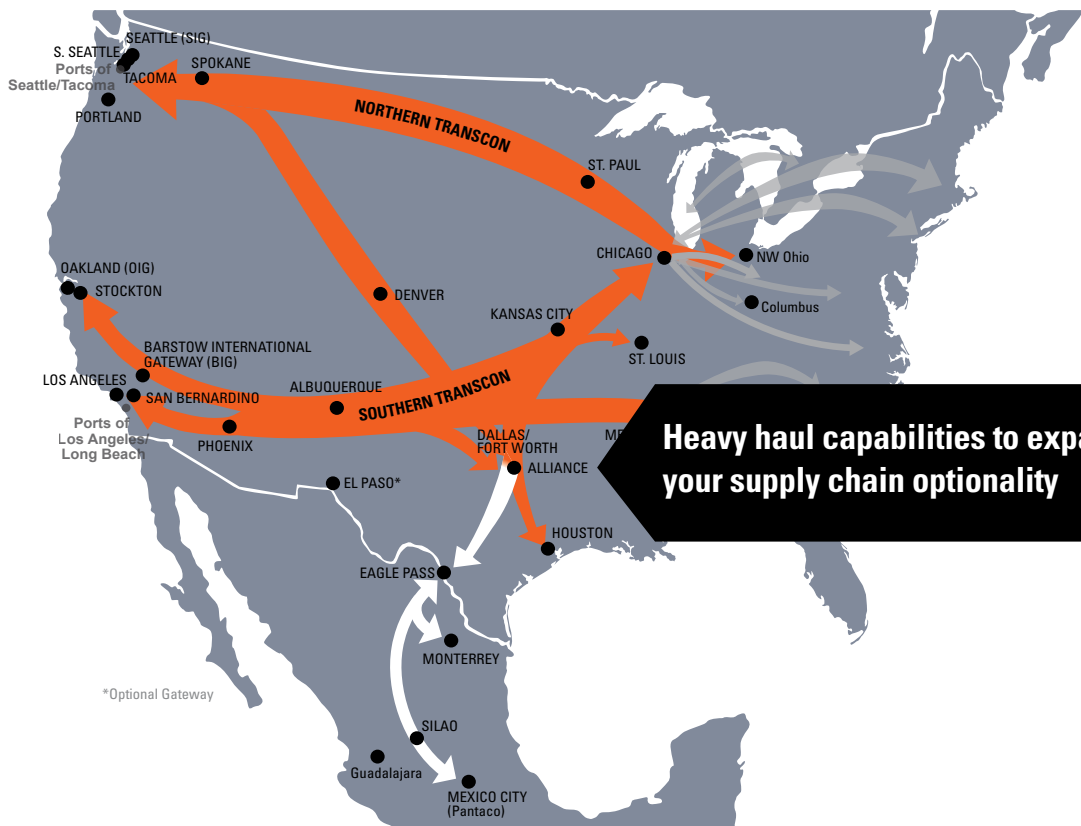 SEATTLE (SIG)
S. SEATTLE
Ports of
Seattle/Tacoma
TACOMA
SPOKANE
PORTLAND
NORTHERN TRANSCON
ST. PAUL
CHICAGO
NW Ohio
Columbus
OAKLAND (OIG)
STOCKTON
DENVER
KANSAS CITY
ST. LOUIS
BARSTOW INTERNATIONAL
GATEWAY (BIG)
LOS ANGELES
SAN BERNARDINO
ALBUQUERQUE
SOUTHERN TRANSCON
Ports of
Los Angeles/
Long Beach
PHOENIX
DALLAS/
FORT WORTH
ALLIANCE
Heavy haul capabilities to
your supply chain optionality
EL PASO*
HOUSTON
EAGLE PASS
MONTERREY
*Optional Gateway
SILAO
Guadalajara
MEXICO CITY
(Pantaco)